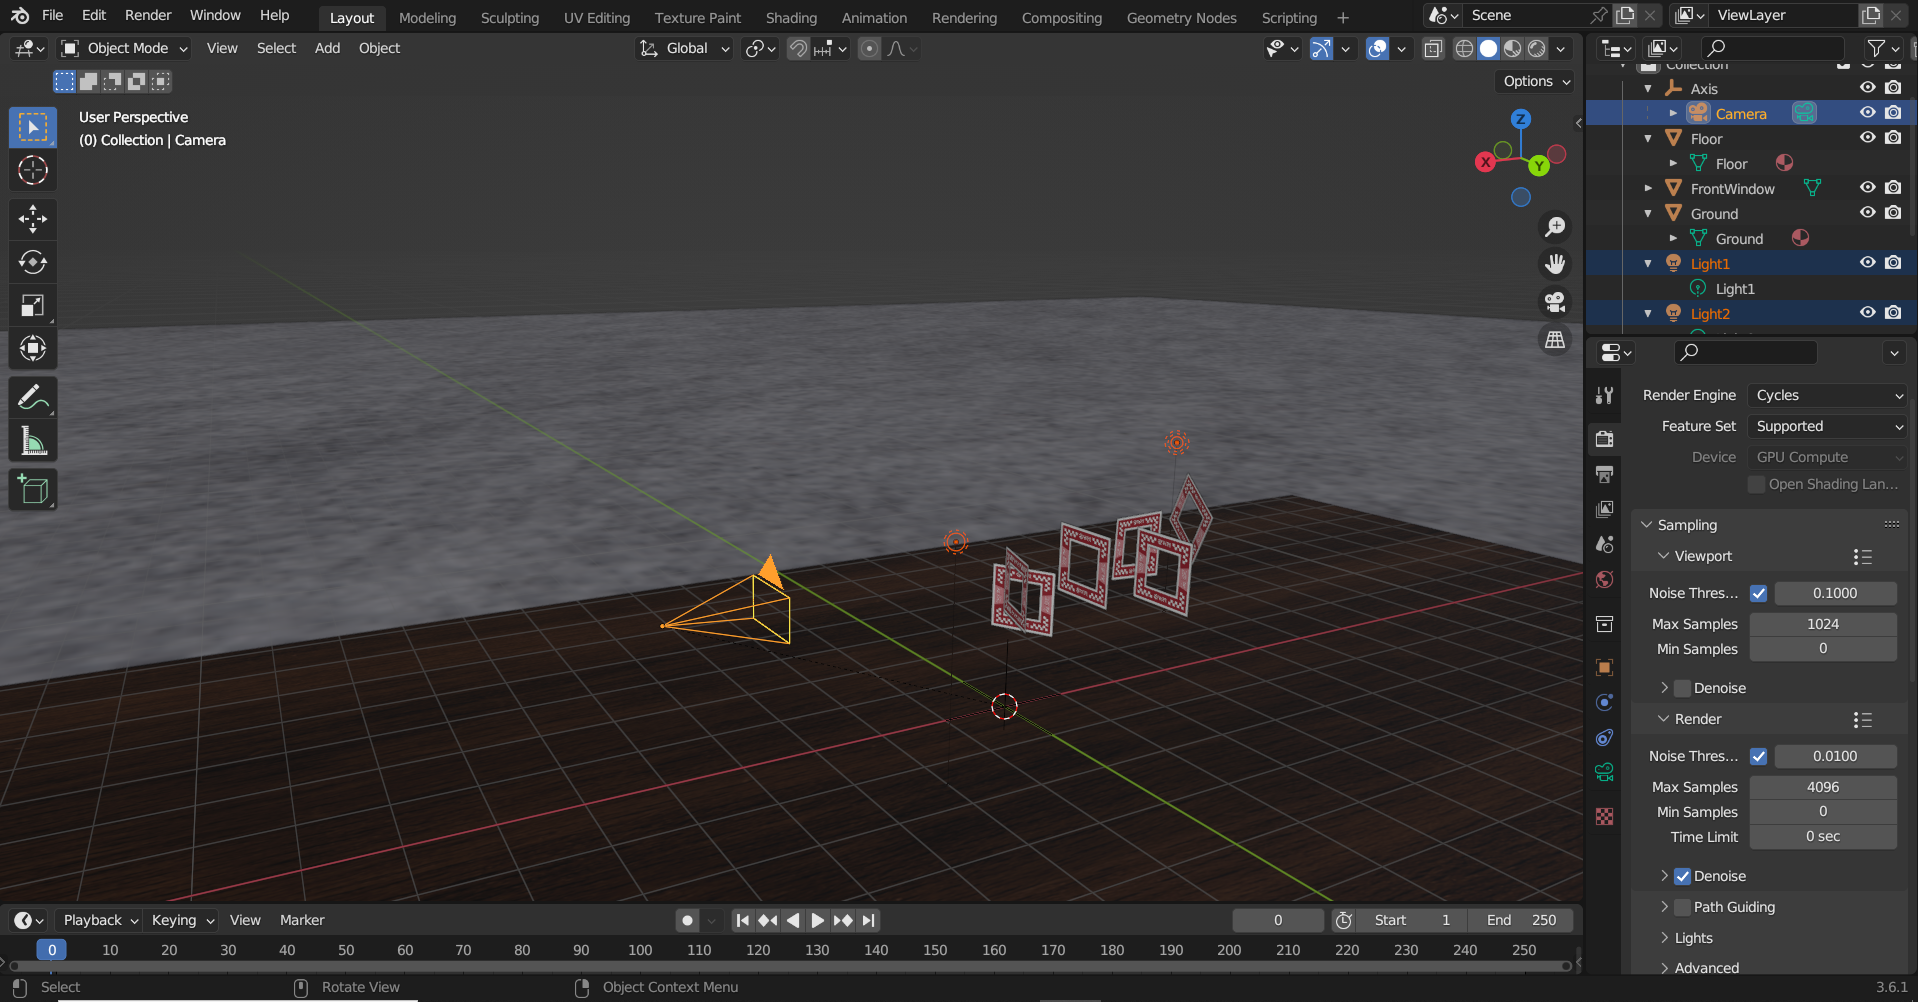 File Edit Render Window Help Layout Modeling Sculpting UV Editing Texture Paint Shading Animation Rendering Compositing Geometry Nodes Scripting + Scene ViewLayer
Object Mode View Select Add Object Global
Options
User Perspective
(0) Collection | Camera
Z
X
Y
Collection
Axis
Camera
Floor
Floor
FrontWindow
Ground
Ground
Light1
Light1
Light2
Render Engine Cycles
Feature Set Supported
Device GPU Compute
Open Shading Lan...
Sampling
Viewport
Noise Thres... 0.1000
Max Samples 1024
Min Samples 0
Denoise
Render
Noise Thres... 0.0100
Max Samples 4096
Min Samples 0
Time Limit 0 sec
Denoise
Path Guiding
Lights
Advanced
Playback Keying View Marker 0 Start 1 End 250
0 10 20 30 40 50 60 70 80 90 100 110 120 130 140 150 160 170 180 190 200 210 220 230 240 250
Select Rotate View Object Context Menu 3.6.1